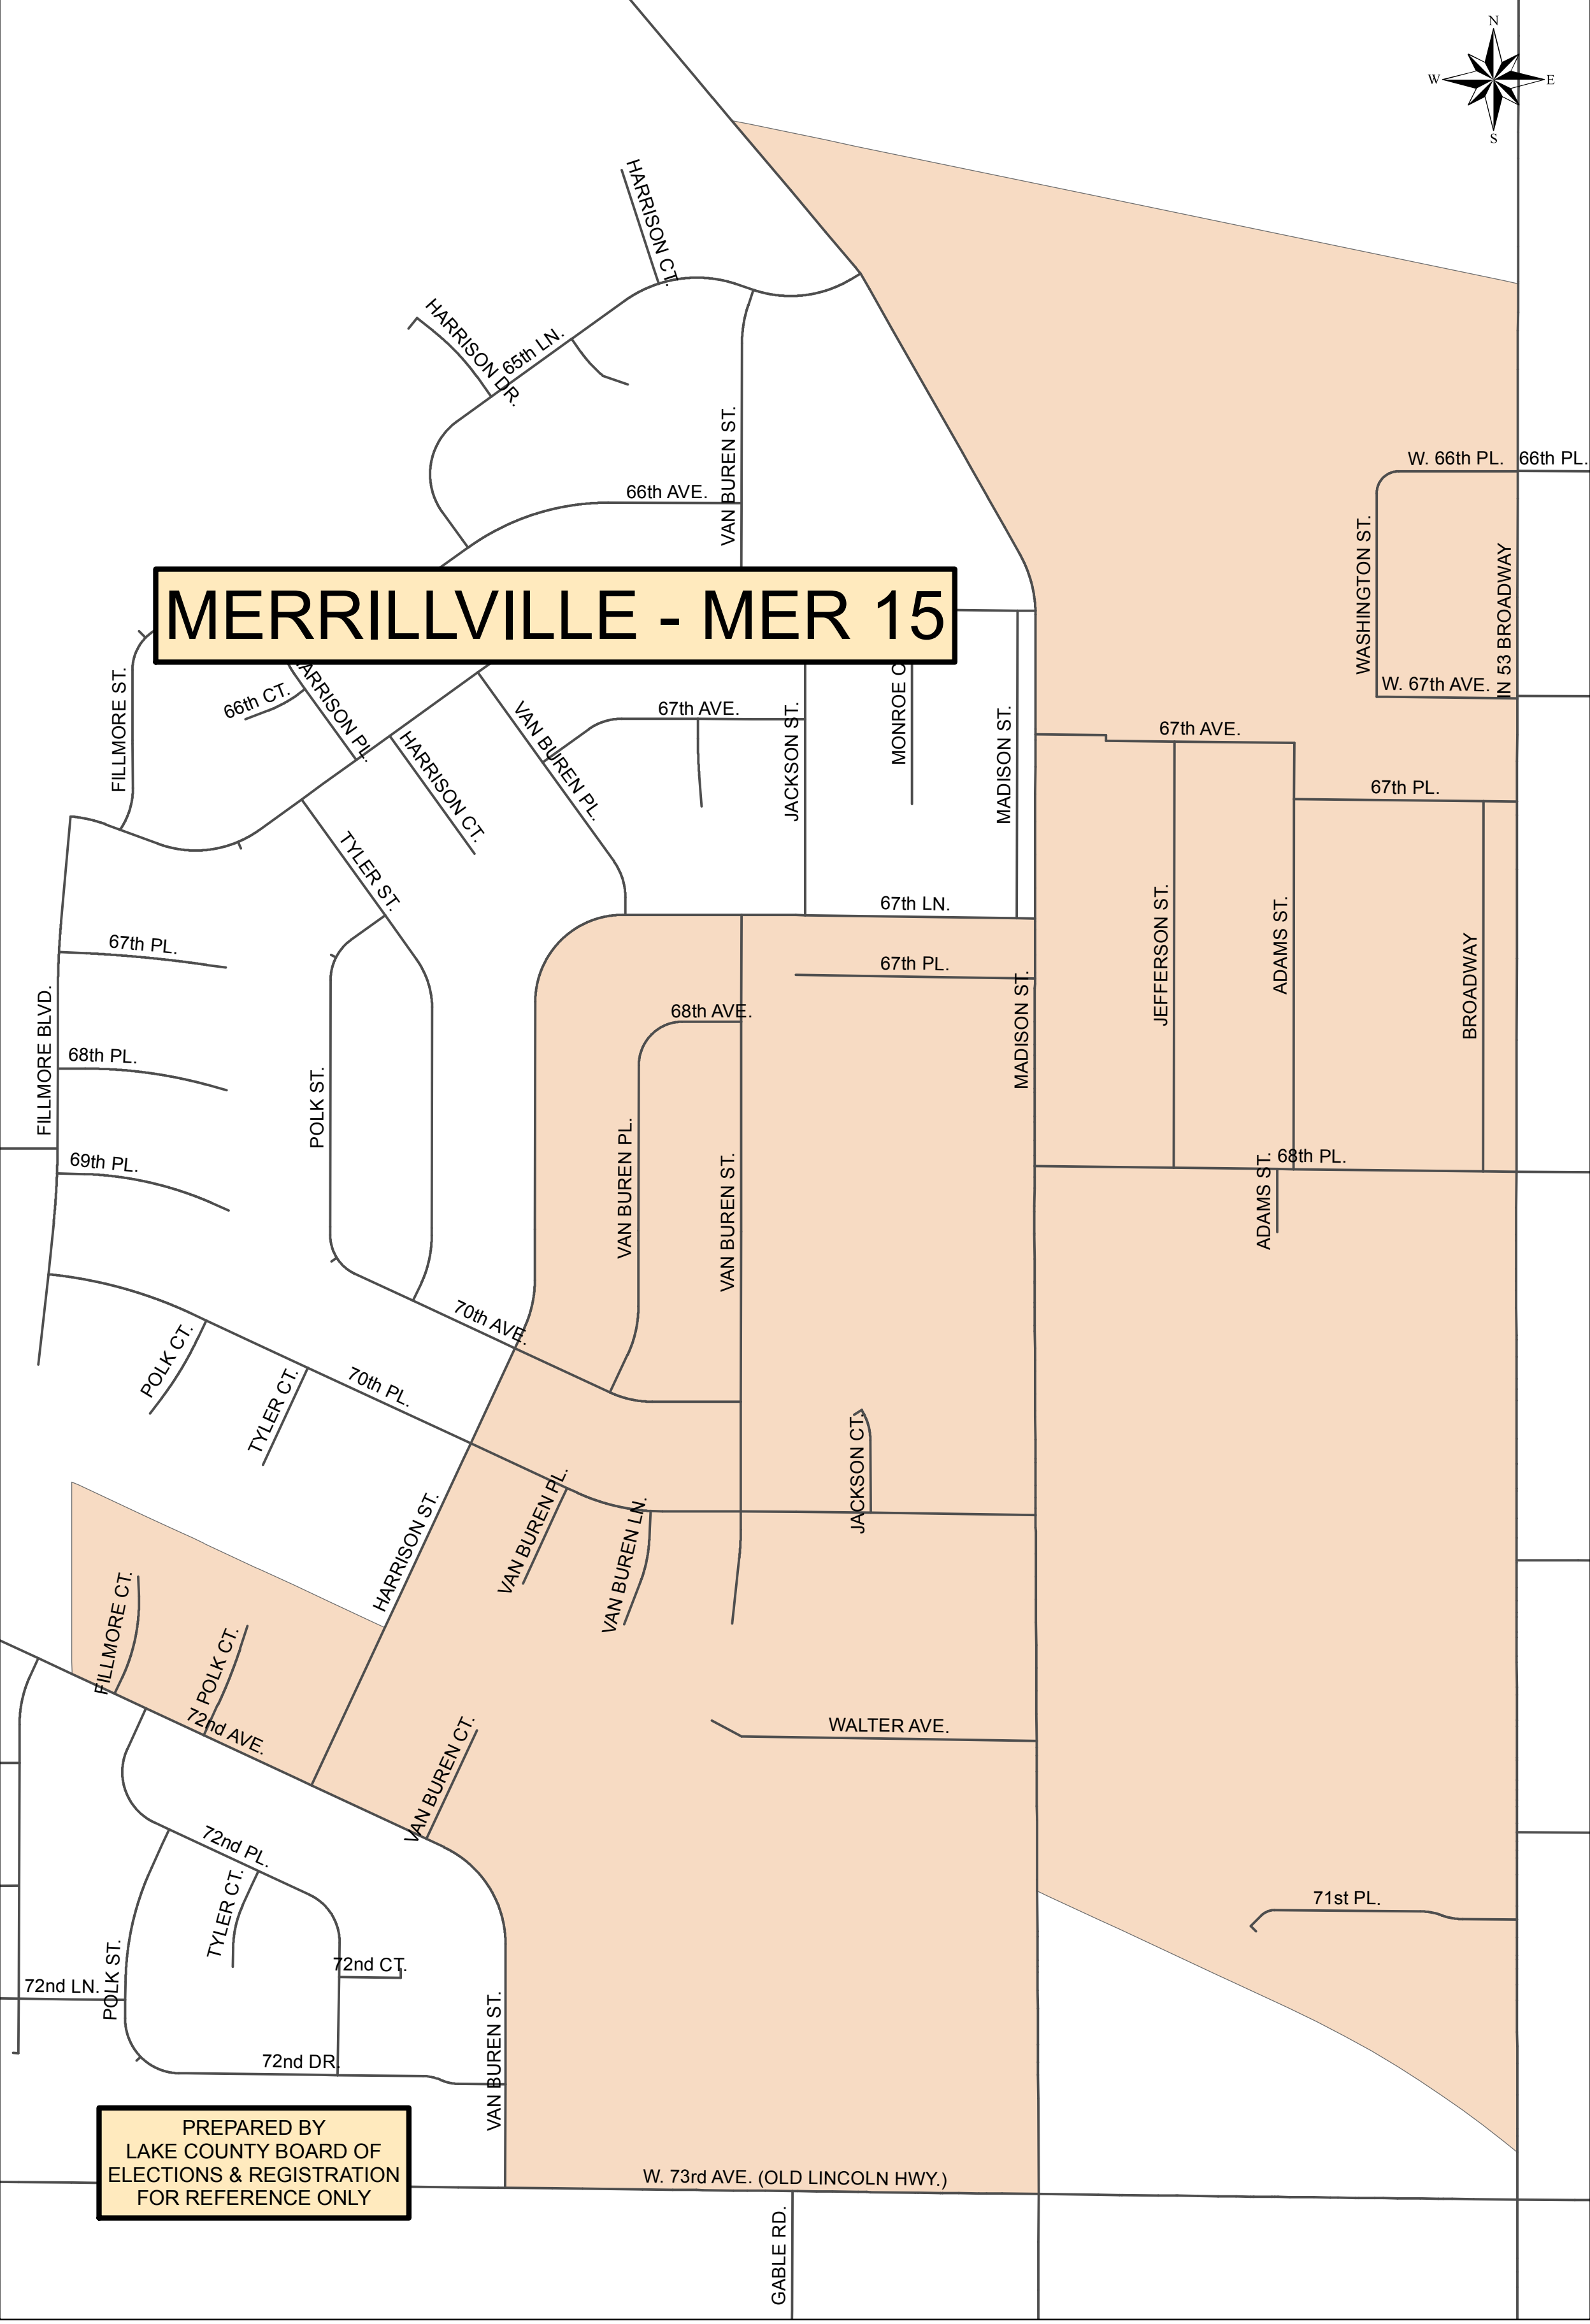 N
W
E
S
HARRISON CT.
HARRISON DR.
65th LN.
VAN BUREN ST.
66th AVE.
W. 66th PL.
66th PL.
WASHINGTON ST.
IN 53 BROADWAY
MERRILLVILLE - MER 15
W. 67th AVE.
FILLMORE ST.
66th CT.
ARRISON PL.
HARRISON CT.
VAN BUREN PL.
67th AVE.
JACKSON ST.
MONROE C
MADISON ST.
67th AVE.
67th PL.
TYLER ST.
67th LN.
JEFFERSON ST.
ADAMS ST.
BROADWAY
67th PL.
67th PL.
MADISON ST.
FILLMORE BLVD.
68th AVE.
68th PL.
POLK ST.
VAN BUREN PL.
VAN BUREN ST.
69th PL.
68th PL.
ADAMS ST.
70th AVE.
POLK CT.
TYLER CT.
70th PL.
JACKSON CT.
HARRISON ST.
VAN BUREN PL.
VAN BUREN LN.
FILLMORE CT.
POLK CT.
72nd AVE.
VAN BUREN CT.
WALTER AVE.
72nd PL.
TYLER CT.
71st PL.
72nd CT.
72nd LN.
POLK ST.
72nd DR.
VAN BUREN ST.
PREPARED BY
LAKE COUNTY BOARD OF
ELECTIONS & REGISTRATION
FOR REFERENCE ONLY
W. 73rd AVE. (OLD LINCOLN HWY.)
GABLE RD.